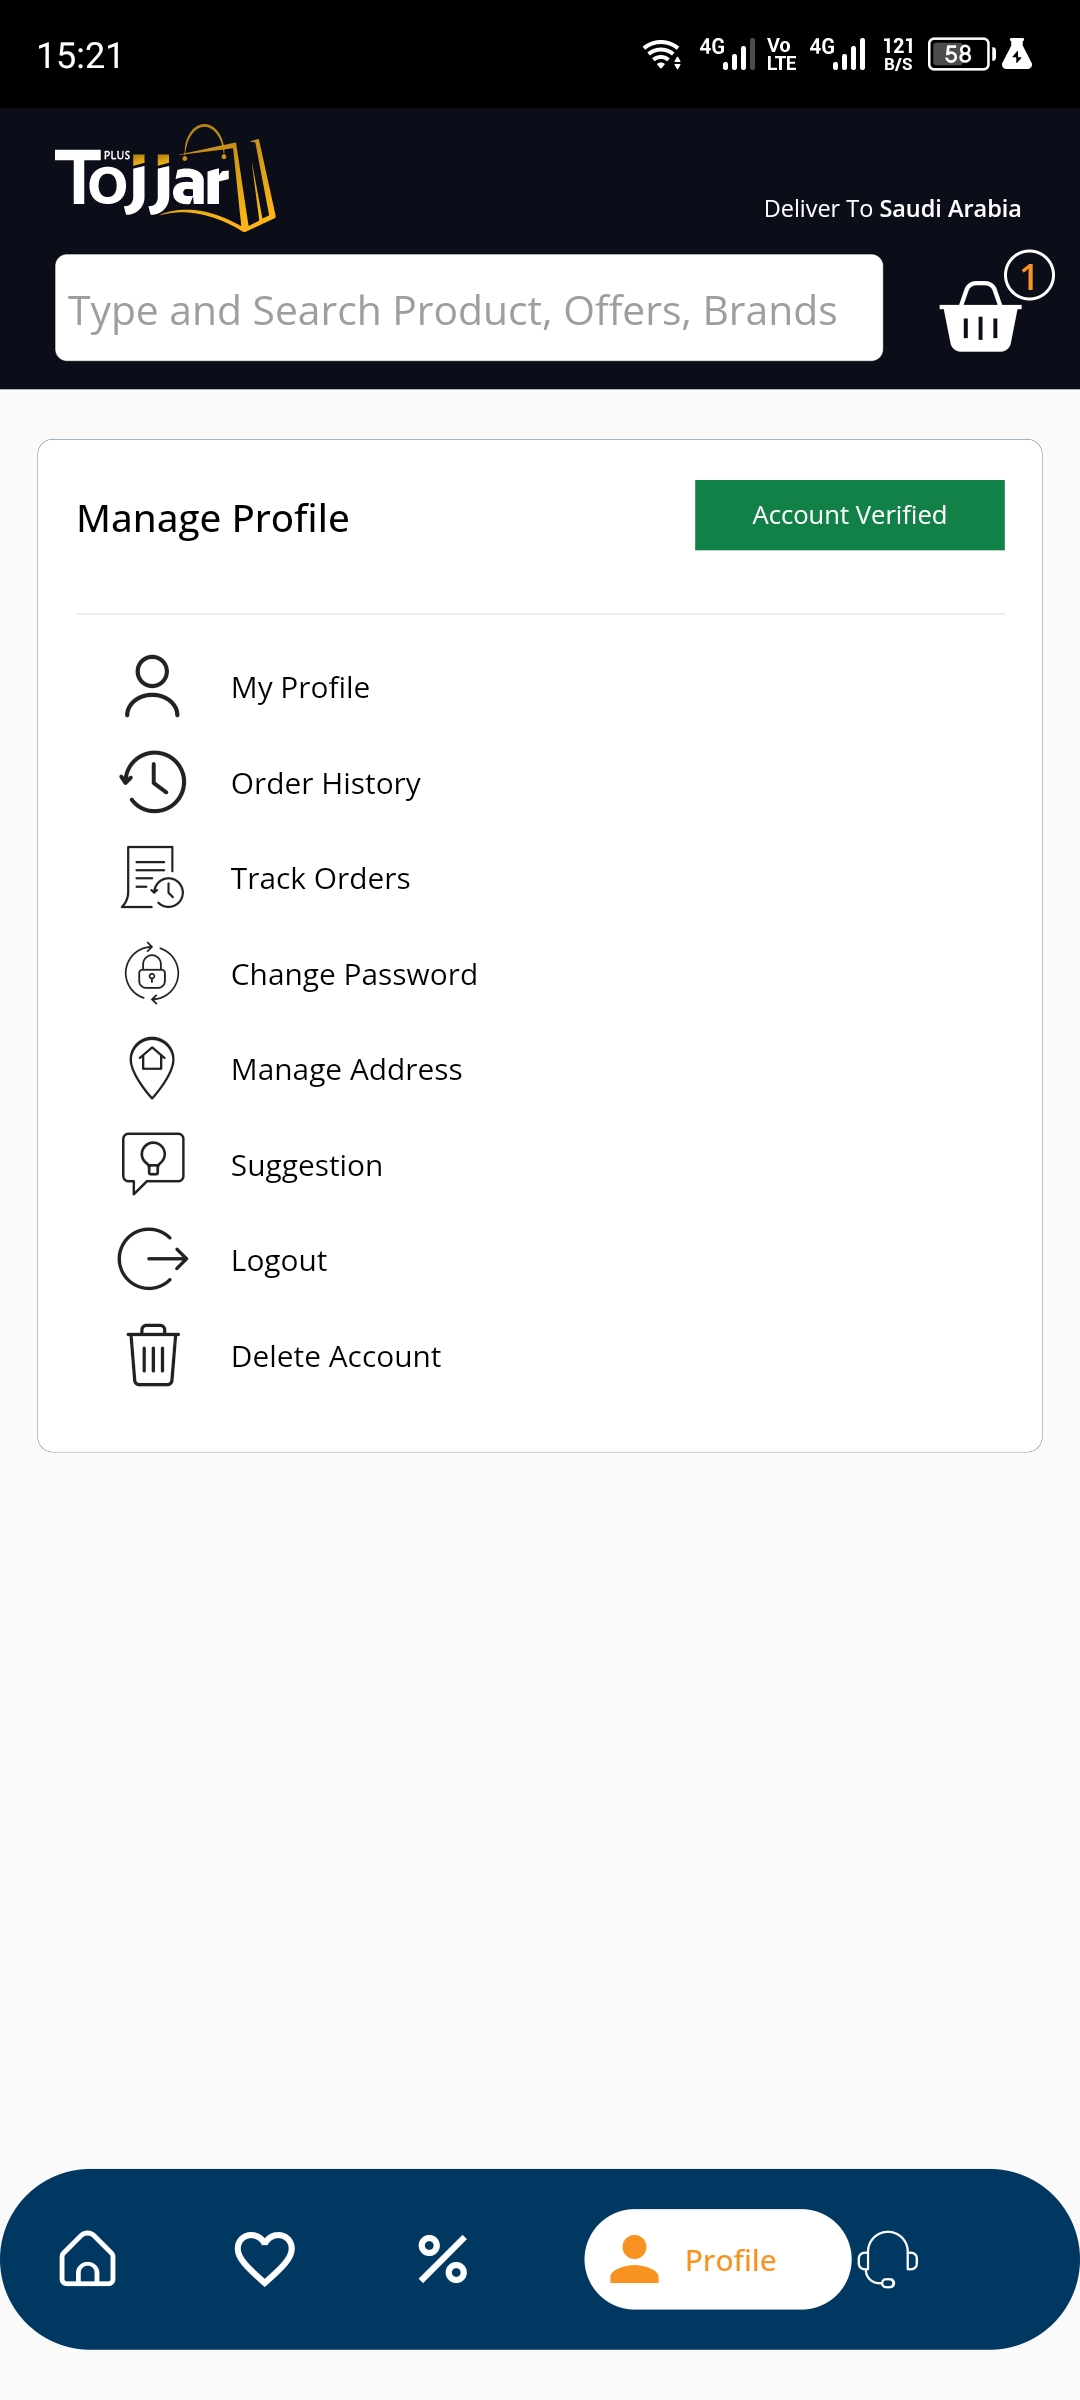 15:21
4G
Vo
LTE
4G
121
B/S
58
PLUS
Tojjar
Deliver To Saudi Arabia
Type and Search Product, Offers, Brands
1
Manage Profile
Account Verified
My Profile
Order History
Track Orders
Change Password
Manage Address
Suggestion
Logout
Delete Account
Profile